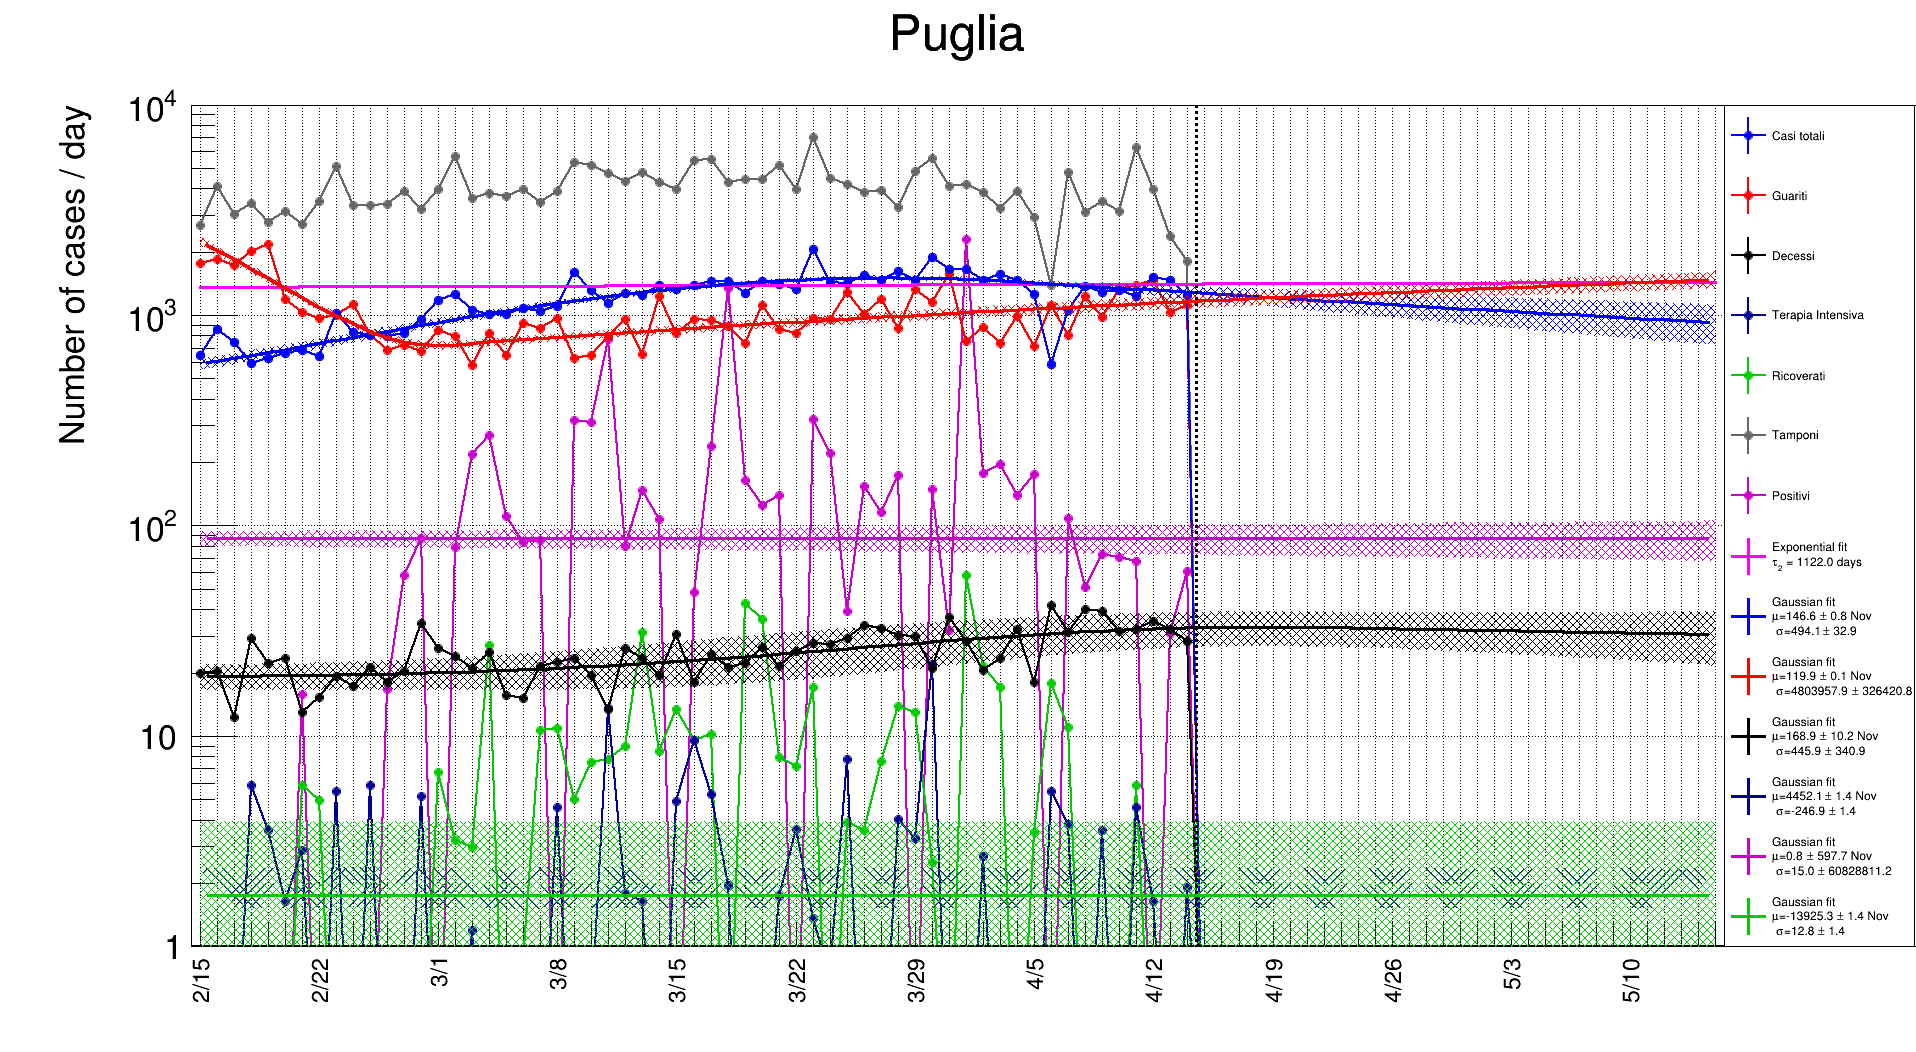 Puglia
Number of cases / day
10^4
10^3
10^2
10
1
2/15
2/22
3/1
3/8
3/15
3/22
3/29
4/5
4/12
4/19
4/26
5/3
5/10
Casi totali
Guariti
Decessi
Terapia Intensiva
Ricoverati
Tamponi
Positivi
Exponential fit
τ2 = 1122.0 days
Gaussian fit
μ=146.6 ± 0.8 Nov
σ=494.1 ± 32.9
Gaussian fit
μ=119.9 ± 0.1 Nov
σ=4803957.9 ± 326420.8
Gaussian fit
μ=168.9 ± 10.2 Nov
σ=445.9 ± 340.9
Gaussian fit
μ=4452.1 ± 1.4 Nov
σ=-246.9 ± 1.4
Gaussian fit
μ=0.8 ± 597.7 Nov
σ=15.0 ± 60828811.2
Gaussian fit
μ=-13925.3 ± 1.4 Nov
σ=12.8 ± 1.4